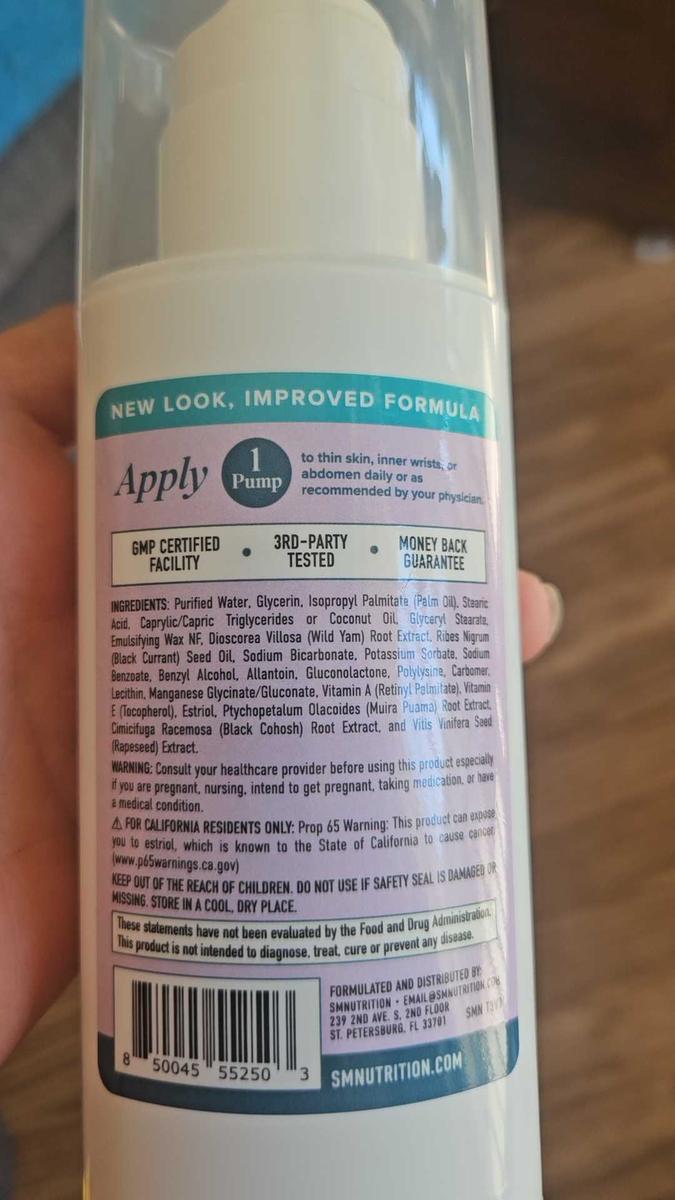 NEW LOOK, IMPROVED FORMULA
Apply
1
Pump
to thin skin, inner wrists, or
abdomen daily or as
recommended by your physician.
GMP CERTIFIED
FACILITY
•
3RD-PARTY
TESTED
•
MONEY BACK
GUARANTEE
INGREDIENTS: Purified Water, Glycerin, Isopropyl Palmitate (Palm Oil), Stearic
Acid, Caprylic/Capric Triglycerides or Coconut Oil, Glyceryl Stearate,
Emulsifying Wax NF, Dioscorea Villosa (Wild Yam) Root Extract, Ribes Nigrum
(Black Currant) Seed Oil, Sodium Bicarbonate, Potassium Sorbate, Sodium
Benzoate, Benzyl Alcohol, Allantoin, Gluconolactone, Polylysine, Carbomer,
Lecithin, Manganese Glycinate/Gluconate, Vitamin A (Retinyl Palmitate), Vitamin
E (Tocopherol), Estriol, Ptychopetalum Olacoides (Muira Puama) Root Extract,
Cimicifuga Racemosa (Black Cohosh) Root Extract, and Vitis Vinifera Seed
(Rapeseed) Extract.
WARNING: Consult your healthcare provider before using this product especially
if you are pregnant, nursing, intend to get pregnant, taking medication, or have
a medical condition.
⚠ FOR CALIFORNIA RESIDENTS ONLY: Prop 65 Warning: This product can expose
you to estriol, which is known to the State of California to cause cancer
(www.p65warnings.ca.gov)
KEEP OUT OF THE REACH OF CHILDREN. DO NOT USE IF SAFETY SEAL IS DAMAGED OR
MISSING. STORE IN A COOL, DRY PLACE.
These statements have not been evaluated by the Food and Drug Administration.
This product is not intended to diagnose, treat, cure or prevent any disease.
8 50045 55250 3
FORMULATED AND DISTRIBUTED BY:
SMNUTRITION • EMAIL@SMNUTRITION.COM
239 2ND AVE. S, 2ND FLOOR
ST. PETERSBURG, FL 33701
SMN
SMNUTRITION.COM